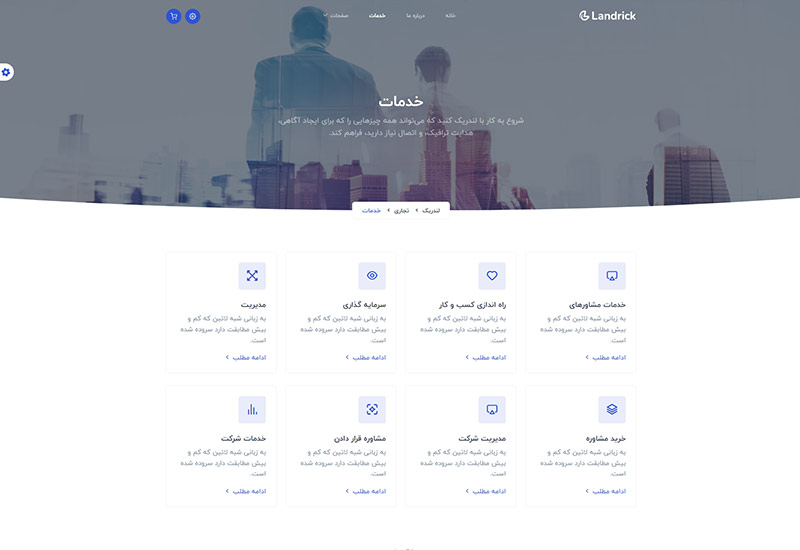 Landrick
خانه
درباره ما
خدمات
صفحات
خدمات
شروع به کار با لندریک کنید که می‌تواند همه چیزهایی را که برای ایجاد آگاهی،
هدایت ترافیک، و اتصال نیاز دارید، فراهم کند.
لندریک
تجاری
خدمات
خدمات مشاورهای
به زبانی شبه لاتین که کم و
بیش مطابقت دارد سروده شده
است.
ادامه مطلب
راه اندازی کسب و کار
به زبانی شبه لاتین که کم و
بیش مطابقت دارد سروده شده
است.
ادامه مطلب
سرمایه گذاری
به زبانی شبه لاتین که کم و
بیش مطابقت دارد سروده شده
است.
ادامه مطلب
مدیریت
به زبانی شبه لاتین که کم و
بیش مطابقت دارد سروده شده
است.
ادامه مطلب
خرید مشاوره
به زبانی شبه لاتین که کم و
بیش مطابقت دارد سروده شده
است.
ادامه مطلب
مدیریت شرکت
به زبانی شبه لاتین که کم و
بیش مطابقت دارد سروده شده
است.
ادامه مطلب
مشاوره قرار دادن
به زبانی شبه لاتین که کم و
بیش مطابقت دارد سروده شده
است.
ادامه مطلب
خدمات شرکت
به زبانی شبه لاتین که کم و
بیش مطابقت دارد سروده شده
است.
ادامه مطلب